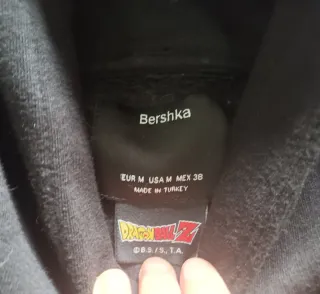 Bershka
EUR M USA M MEX 38
MADE IN TURKEY
DRAGON BALL Z
©B.S./S., T.A.